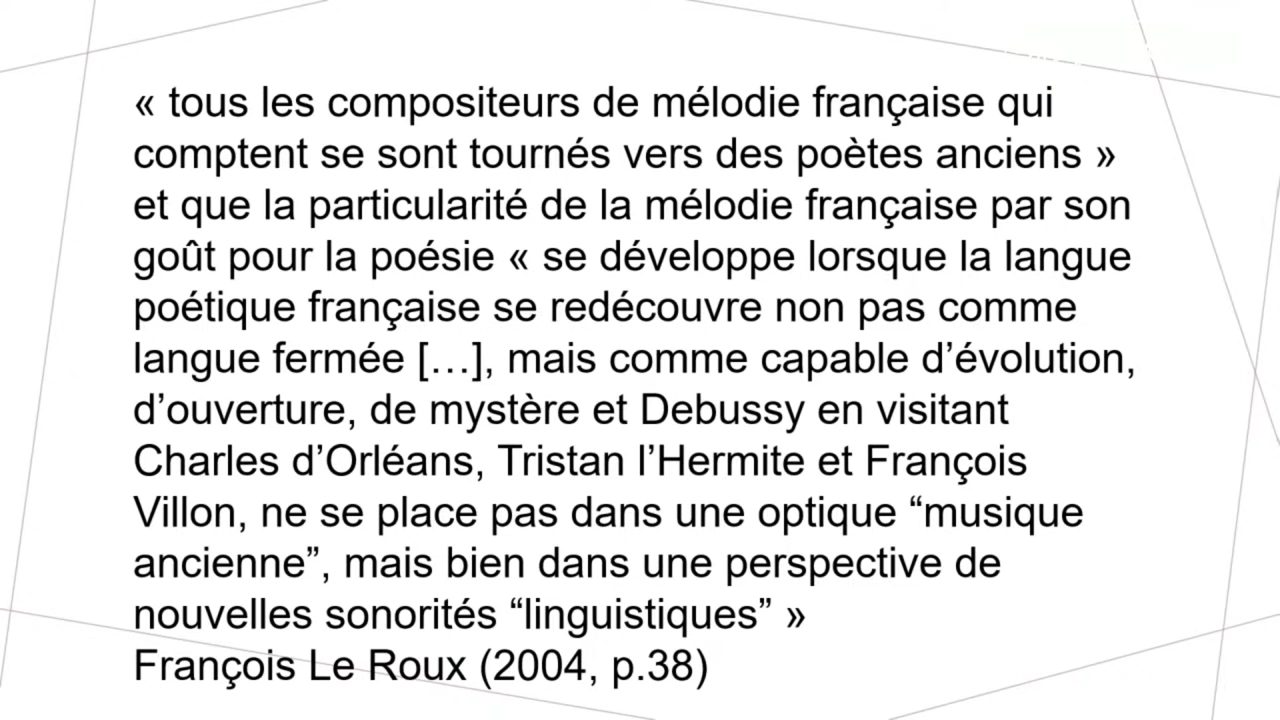 « tous les compositeurs de mélodie française qui
comptent se sont tournés vers des poètes anciens »
et que la particularité de la mélodie française par son
goût pour la poésie « se développe lorsque la langue
poétique française se redécouvre non pas comme
langue fermée […], mais comme capable d’évolution,
d’ouverture, de mystère et Debussy en visitant
Charles d’Orléans, Tristan l’Hermite et François
Villon, ne se place pas dans une optique “musique
ancienne”, mais bien dans une perspective de
nouvelles sonorités “linguistiques” »
François Le Roux (2004, p.38)